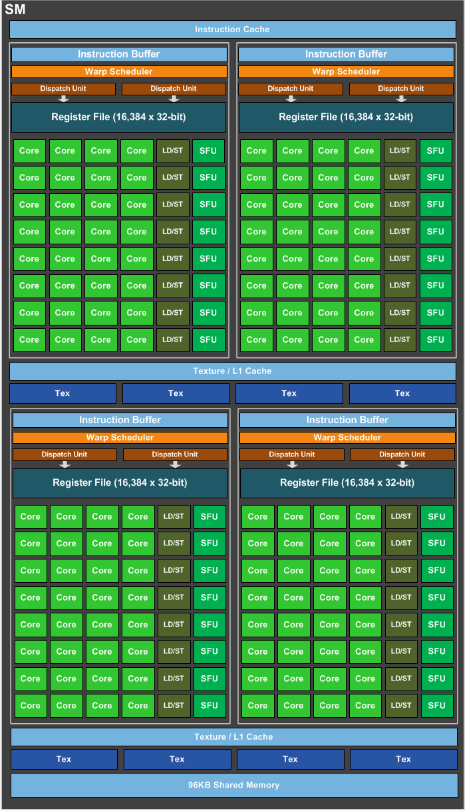 SM
Instruction Cache
Instruction Buffer Instruction Buffer
Warp Scheduler Warp Scheduler
Dispatch Unit Dispatch Unit Dispatch Unit Dispatch Unit
Register File (16,384 x 32-bit) Register File (16,384 x 32-bit)
Core Core Core Core LD/ST SFU Core Core Core Core LD/ST SFU
Core Core Core Core LD/ST SFU Core Core Core Core LD/ST SFU
Core Core Core Core LD/ST SFU Core Core Core Core LD/ST SFU
Core Core Core Core LD/ST SFU Core Core Core Core LD/ST SFU
Core Core Core Core LD/ST SFU Core Core Core Core LD/ST SFU
Core Core Core Core LD/ST SFU Core Core Core Core LD/ST SFU
Core Core Core Core LD/ST SFU Core Core Core Core LD/ST SFU
Core Core Core Core LD/ST SFU Core Core Core Core LD/ST SFU
Texture / L1 Cache
Tex Tex Tex Tex
Instruction Buffer Instruction Buffer
Warp Scheduler Warp Scheduler
Dispatch Unit Dispatch Unit Dispatch Unit Dispatch Unit
Register File (16,384 x 32-bit) Register File (16,384 x 32-bit)
Core Core Core Core LD/ST SFU Core Core Core Core LD/ST SFU
Core Core Core Core LD/ST SFU Core Core Core Core LD/ST SFU
Core Core Core Core LD/ST SFU Core Core Core Core LD/ST SFU
Core Core Core Core LD/ST SFU Core Core Core Core LD/ST SFU
Core Core Core Core LD/ST SFU Core Core Core Core LD/ST SFU
Core Core Core Core LD/ST SFU Core Core Core Core LD/ST SFU
Core Core Core Core LD/ST SFU Core Core Core Core LD/ST SFU
Core Core Core Core LD/ST SFU Core Core Core Core LD/ST SFU
Texture / L1 Cache
Tex Tex Tex Tex
96KB Shared Memory